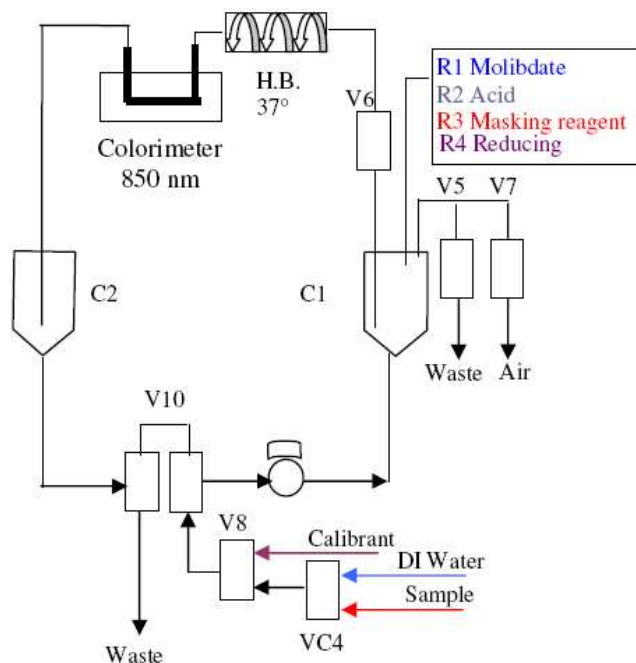 R1 Molibdate
R2 Acid
R3 Masking reagent
R4 Reducing
H.B.
37°
V6
Colorimeter
850 nm
V5
V7
C2
C1
Waste
Air
V10
V8
Calibrant
DI Water
Sample
VC4
Waste